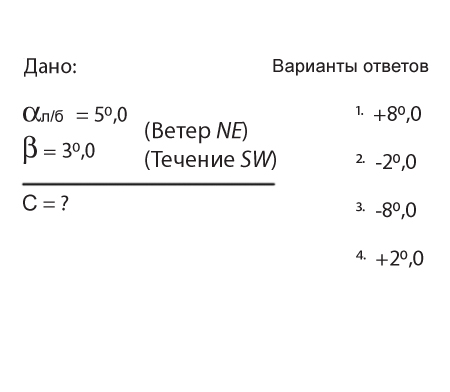 Дано:
αл/б = 5⁰,0
(Ветер NE)
β = 3⁰,0
(Течение SW)
C = ?
Варианты ответов
1. +8⁰,0
2. -2⁰,0
3. -8⁰,0
4. +2⁰,0